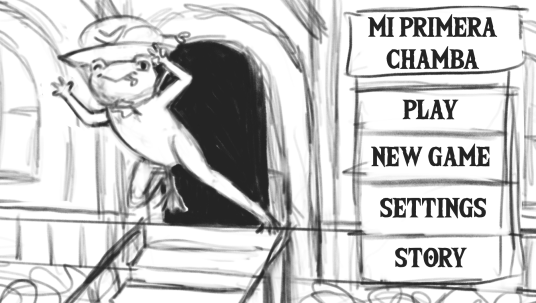 MI PRIMERA
CHAMBA
PLAY
NEW GAME
SETTINGS
STORY